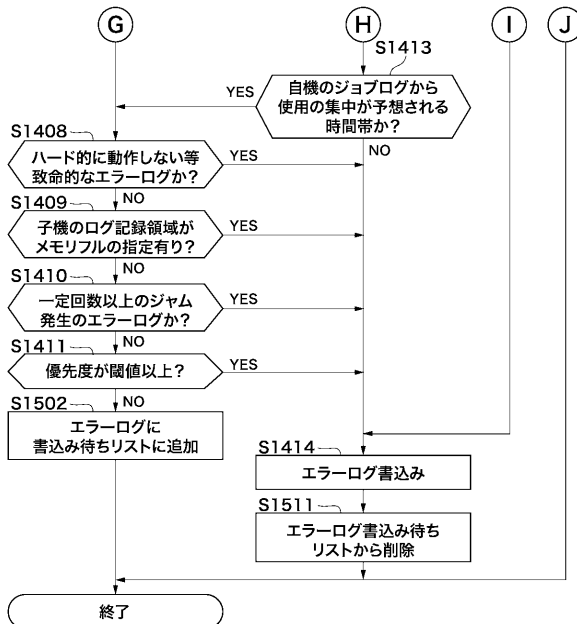 G
H
I
J
S1413
自機のジョブログから
使用の集中が予想される
時間帯か?
YES
NO
S1408
ハード的に動作しない等
致命的なエラーログか?
YES
NO
S1409
子機のログ記録領域が
メモリフルの指定有り?
YES
NO
S1410
一定回数以上のジャム
発生のエラーログか?
YES
NO
S1411
優先度が閾値以上?
YES
NO
S1502
エラーログに
書込み待ちリストに追加
S1414
エラーログ書込み
S1511
エラーログ書込み待ち
リストから削除
終了